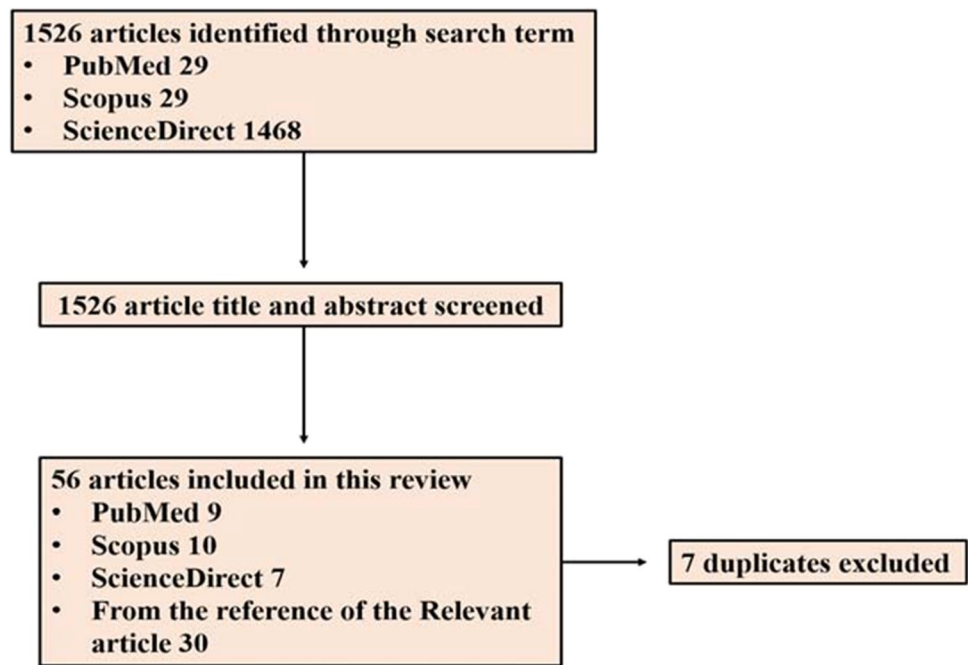 1526 articles identified through search term
• PubMed 29
• Scopus 29
• ScienceDirect 1468
1526 article title and abstract screened
56 articles included in this review
• PubMed 9
• Scopus 10
• ScienceDirect 7
• From the reference of the Relevant
article 30
7 duplicates excluded